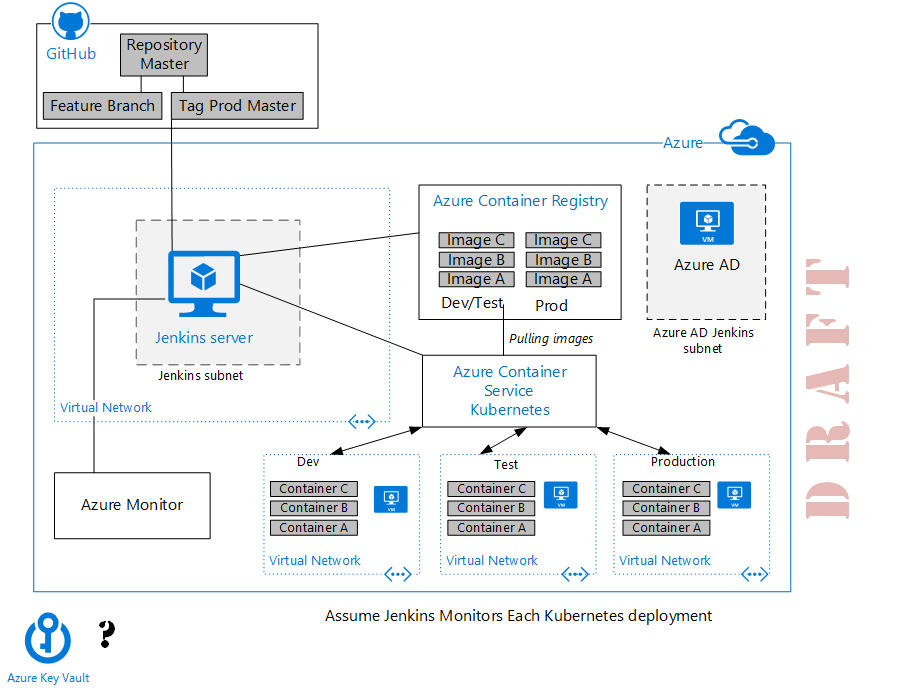 GitHub
Repository
Master
Feature Branch
Tag Prod Master
Azure
Azure Container Registry
Image C
Image B
Image A
Dev/Test
Image C
Image B
Image A
Prod
VM
Azure AD
Azure AD Jenkins
subnet
DRAFT
Jenkins server
Jenkins subnet
Virtual Network
Pulling images
Azure Container
Service
Kubernetes
Azure Monitor
Dev
Container C
Container B
Container A
VM
Virtual Network
Test
Container C
Container B
Container A
VM
Virtual Network
Production
Container C
Container B
Container A
VM
Virtual Network
Assume Jenkins Monitors Each Kubernetes deployment
?
Azure Key Vault